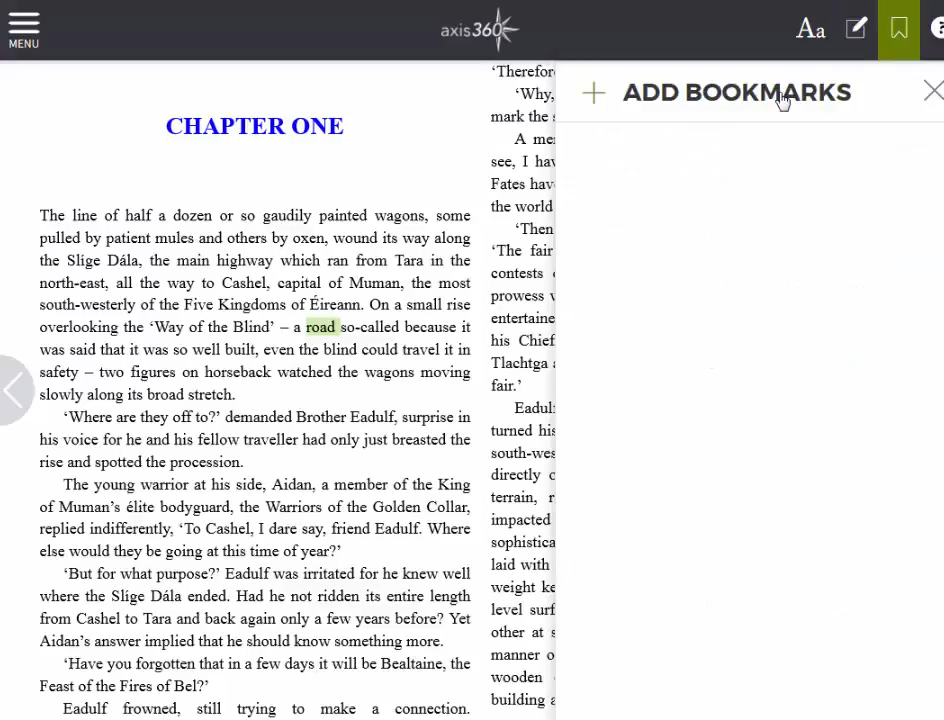 MENU
axis360
Aa
ADD BOOKMARKS
CHAPTER ONE
The line of half a dozen or so gaudily painted wagons, some
pulled by patient mules and others by oxen, wound its way along
the Slíge Dála, the main highway which ran from Tara in the
north-east, all the way to Cashel, capital of Muman, the most
south-westerly of the Five Kingdoms of Éireann. On a small rise
overlooking the ‘Way of the Blind’ – a road so-called because it
was said that it was so well built, even the blind could travel it in
safety – two figures on horseback watched the wagons moving
slowly along its broad stretch.
‘Where are they off to?’ demanded Brother Eadulf, surprise in
his voice for he and his fellow traveller had only just breasted the
rise and spotted the procession.
The young warrior at his side, Aidan, a member of the King
of Muman’s élite bodyguard, the Warriors of the Golden Collar,
replied indifferently, ‘To Cashel, I dare say, friend Eadulf. Where
else would they be going at this time of year?’
‘But for what purpose?’ Eadulf was irritated for he knew well
where the Slíge Dála ended. Had he not ridden its entire length
from Cashel to Tara and back again only a few years before? Yet
Aidan’s answer implied that he should know something more.
‘Have you forgotten that in a few days it will be Bealtaine, the
Feast of the Fires of Bel?’
Eadulf frowned, still trying to make a connection.
‘Therefor
‘Why,
mark the s
A me
see, I hav
Fates hav
the world
‘Then
‘The fair
contests
prowess
entertaine
his Chief
Tlachtga a
fair.’
Eadul
turned his
south-wes
directly
terrain, r
impacted
sophistica
laid with
weight ke
level surf
other at s
manner o
wooden
building a